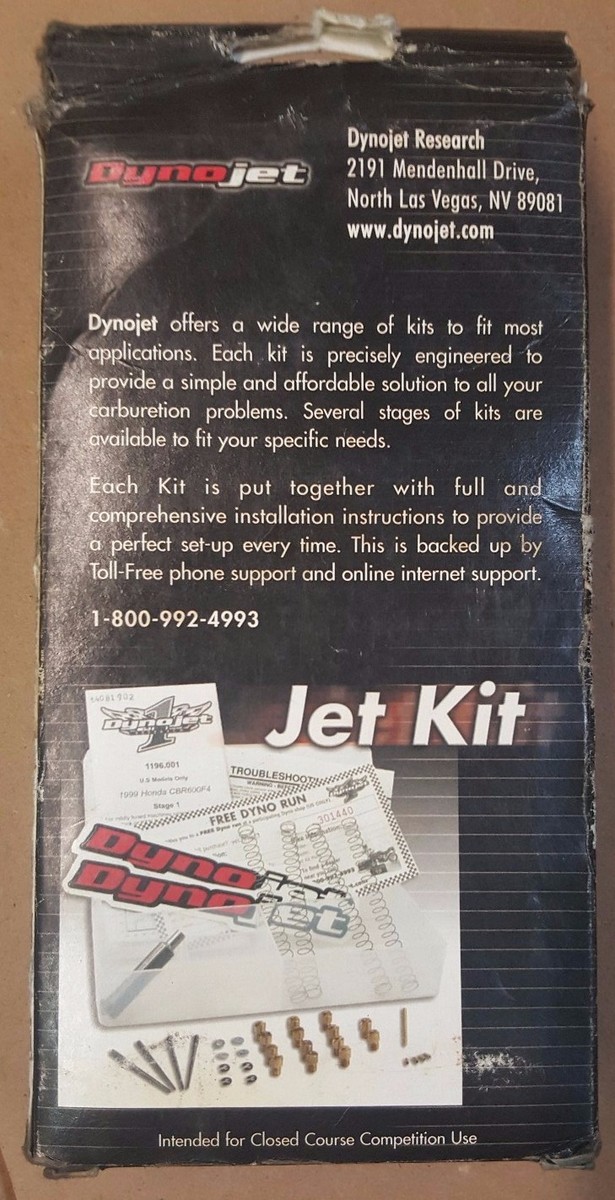 Dynojet
Dynojet Research
2191 Mendenhall Drive,
North Las Vegas, NV 89081
www.dynojet.com
Dynojet offers a wide range of kits to fit most
applications. Each kit is precisely engineered to
provide a simple and affordable solution to all your
carburetion problems. Several stages of kits are
available to fit your specific needs.
Each Kit is put together with full and
comprehensive installation instructions to provide
a perfect set-up every time. This is backed up by
Toll-Free phone support and online internet support.
1-800-992-4993
Jet Kit
Dynojet
1196.001
U.S Models Only
1999 Honda CBR600F4
Stage 1
TROUBLESHOOT
FREE DYNO RUN
301440
Dynojet
Dynojet
Intended for Closed Course Competition Use